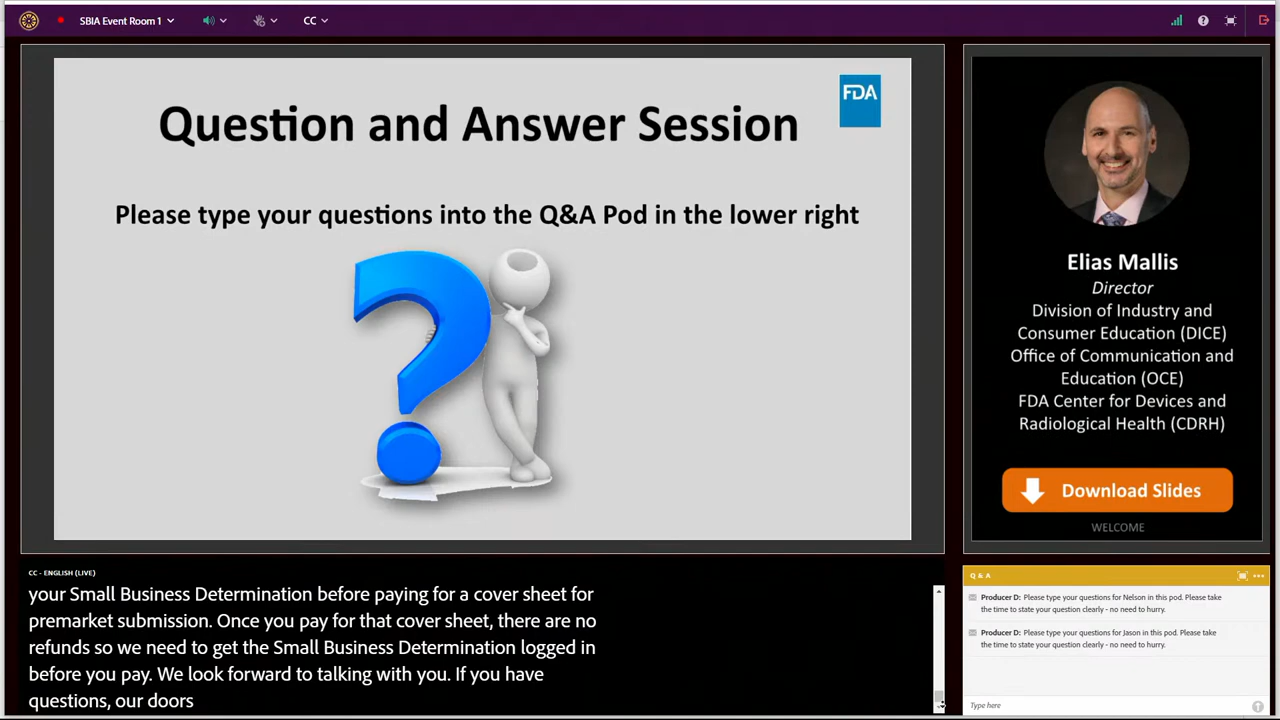 SBIA Event Room 1
CC
Question and Answer Session
FDA
Please type your questions into the Q&A Pod in the lower right
Elias Mallis
Director
Division of Industry and
Consumer Education (DICE)
Office of Communication and
Education (OCE)
FDA Center for Devices and
Radiological Health (CDRH)
Download Slides
WELCOME
CC - ENGLISH (LIVE)
your Small Business Determination before paying for a cover sheet for
premarket submission. Once you pay for that cover sheet, there are no
refunds so we need to get the Small Business Determination logged in
before you pay. We look forward to talking with you. If you have
questions, our doors
Q & A
Producer D: Please type your questions for Nelson in this pod. Please take
the time to state your question clearly - no need to hurry.
Producer D: Please type your questions for Jason in this pod. Please take
the time to state your question clearly - no need to hurry.
Type here